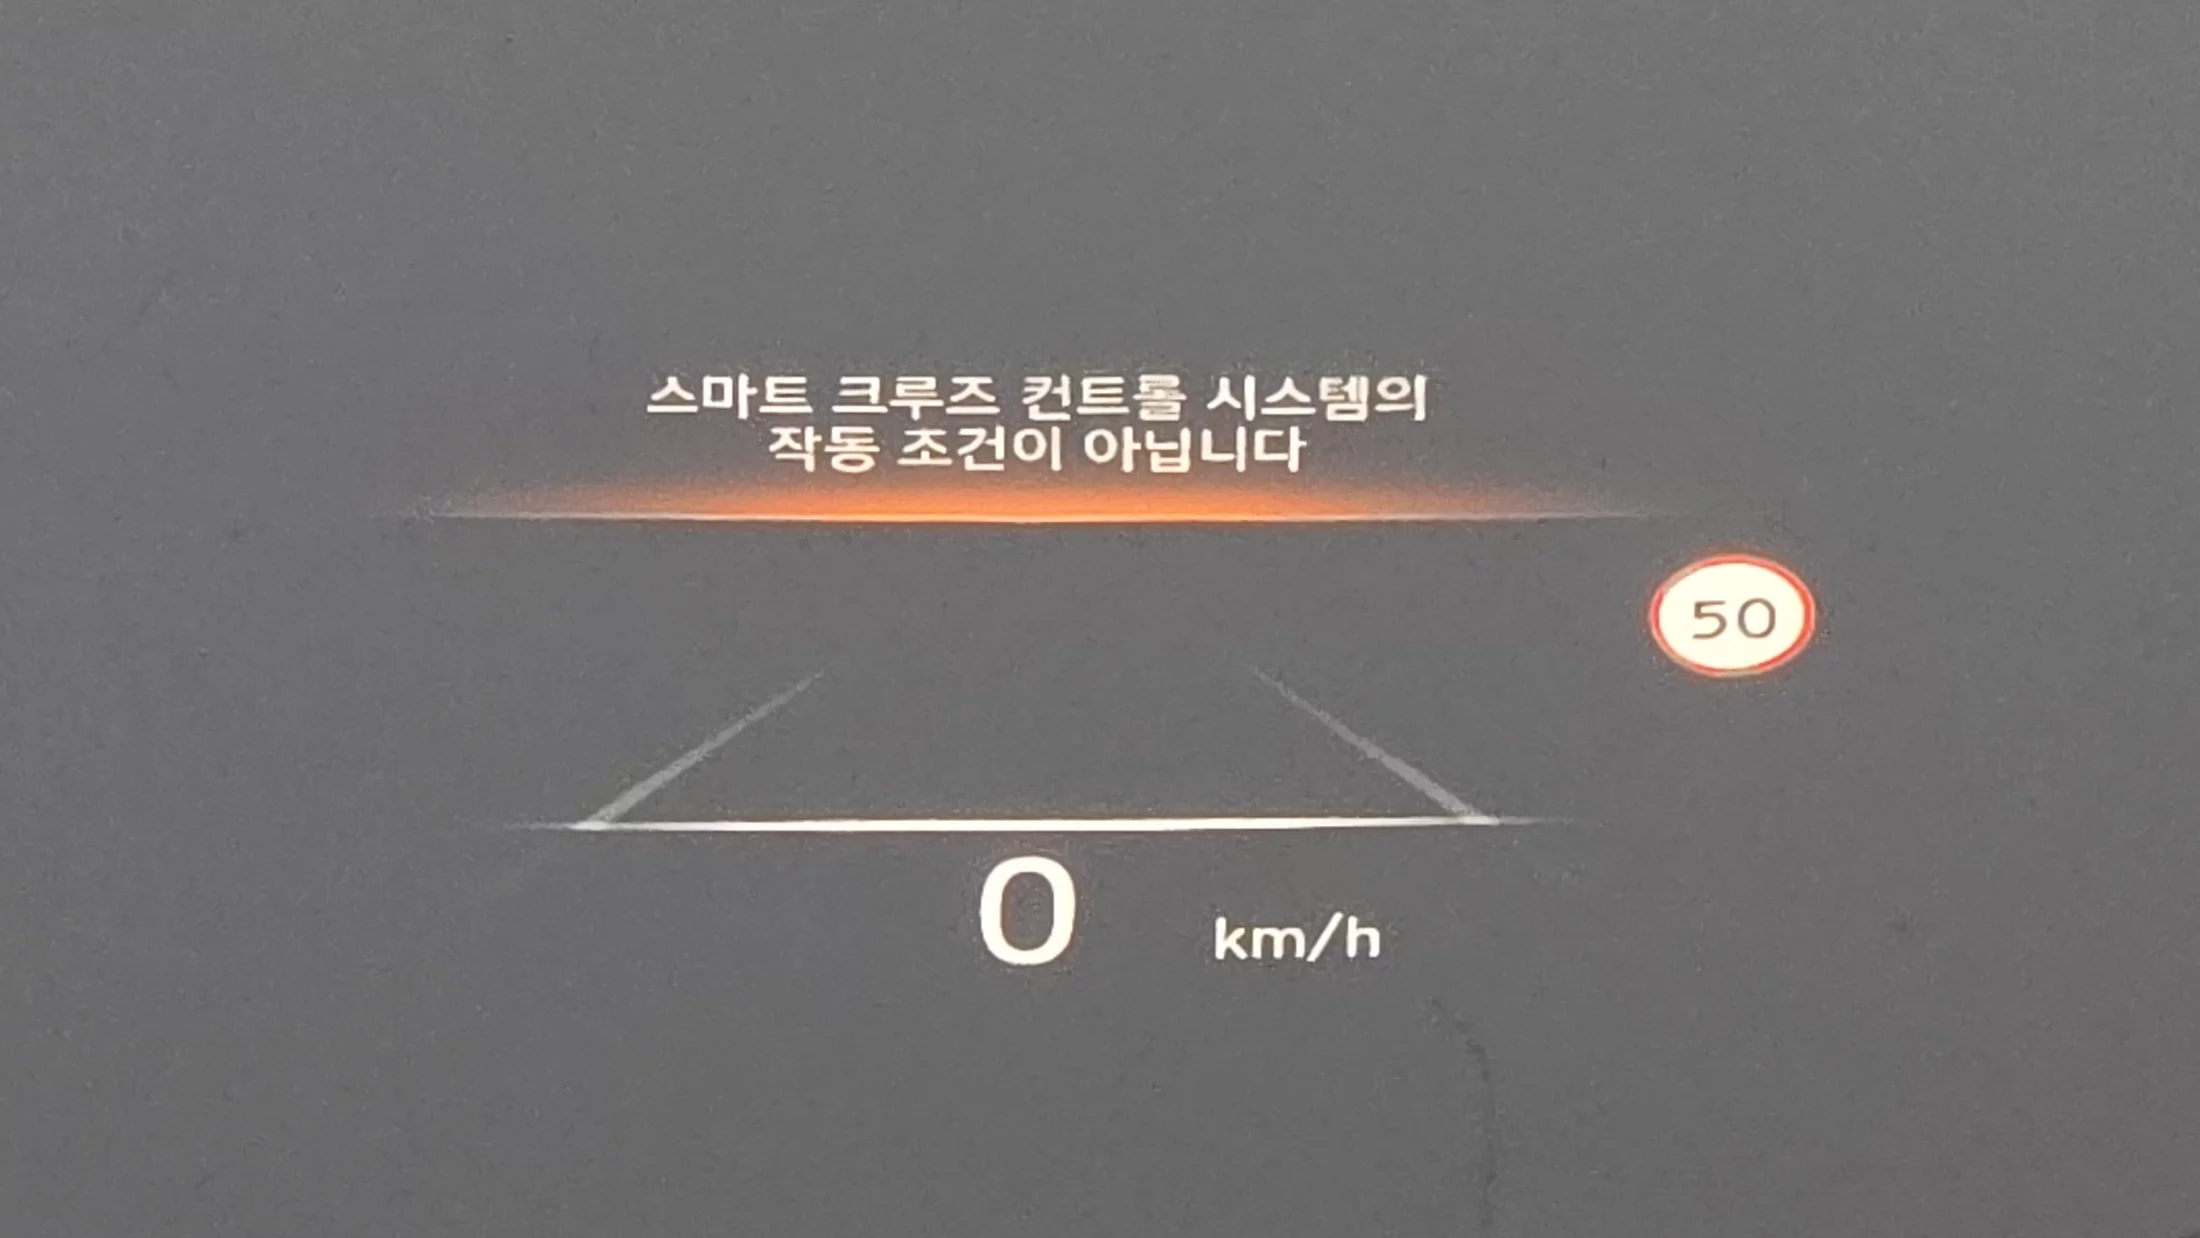 스마트 크루즈 컨트롤 시스템의
작동 조건이 아닙니다
50
0 km/h